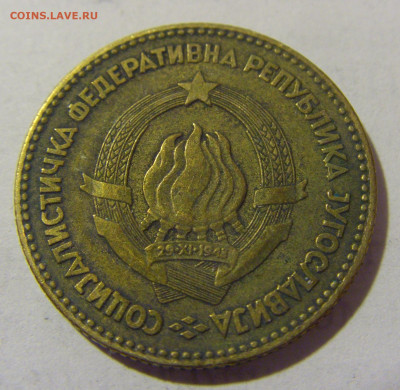 COINS.LAVE.RU
СОЦИЈАЛИСТИЧКА ФЕДЕРАТИВНА РЕПУБЛИКА ЈУГОСЛАВИЈА
29·XI·1943